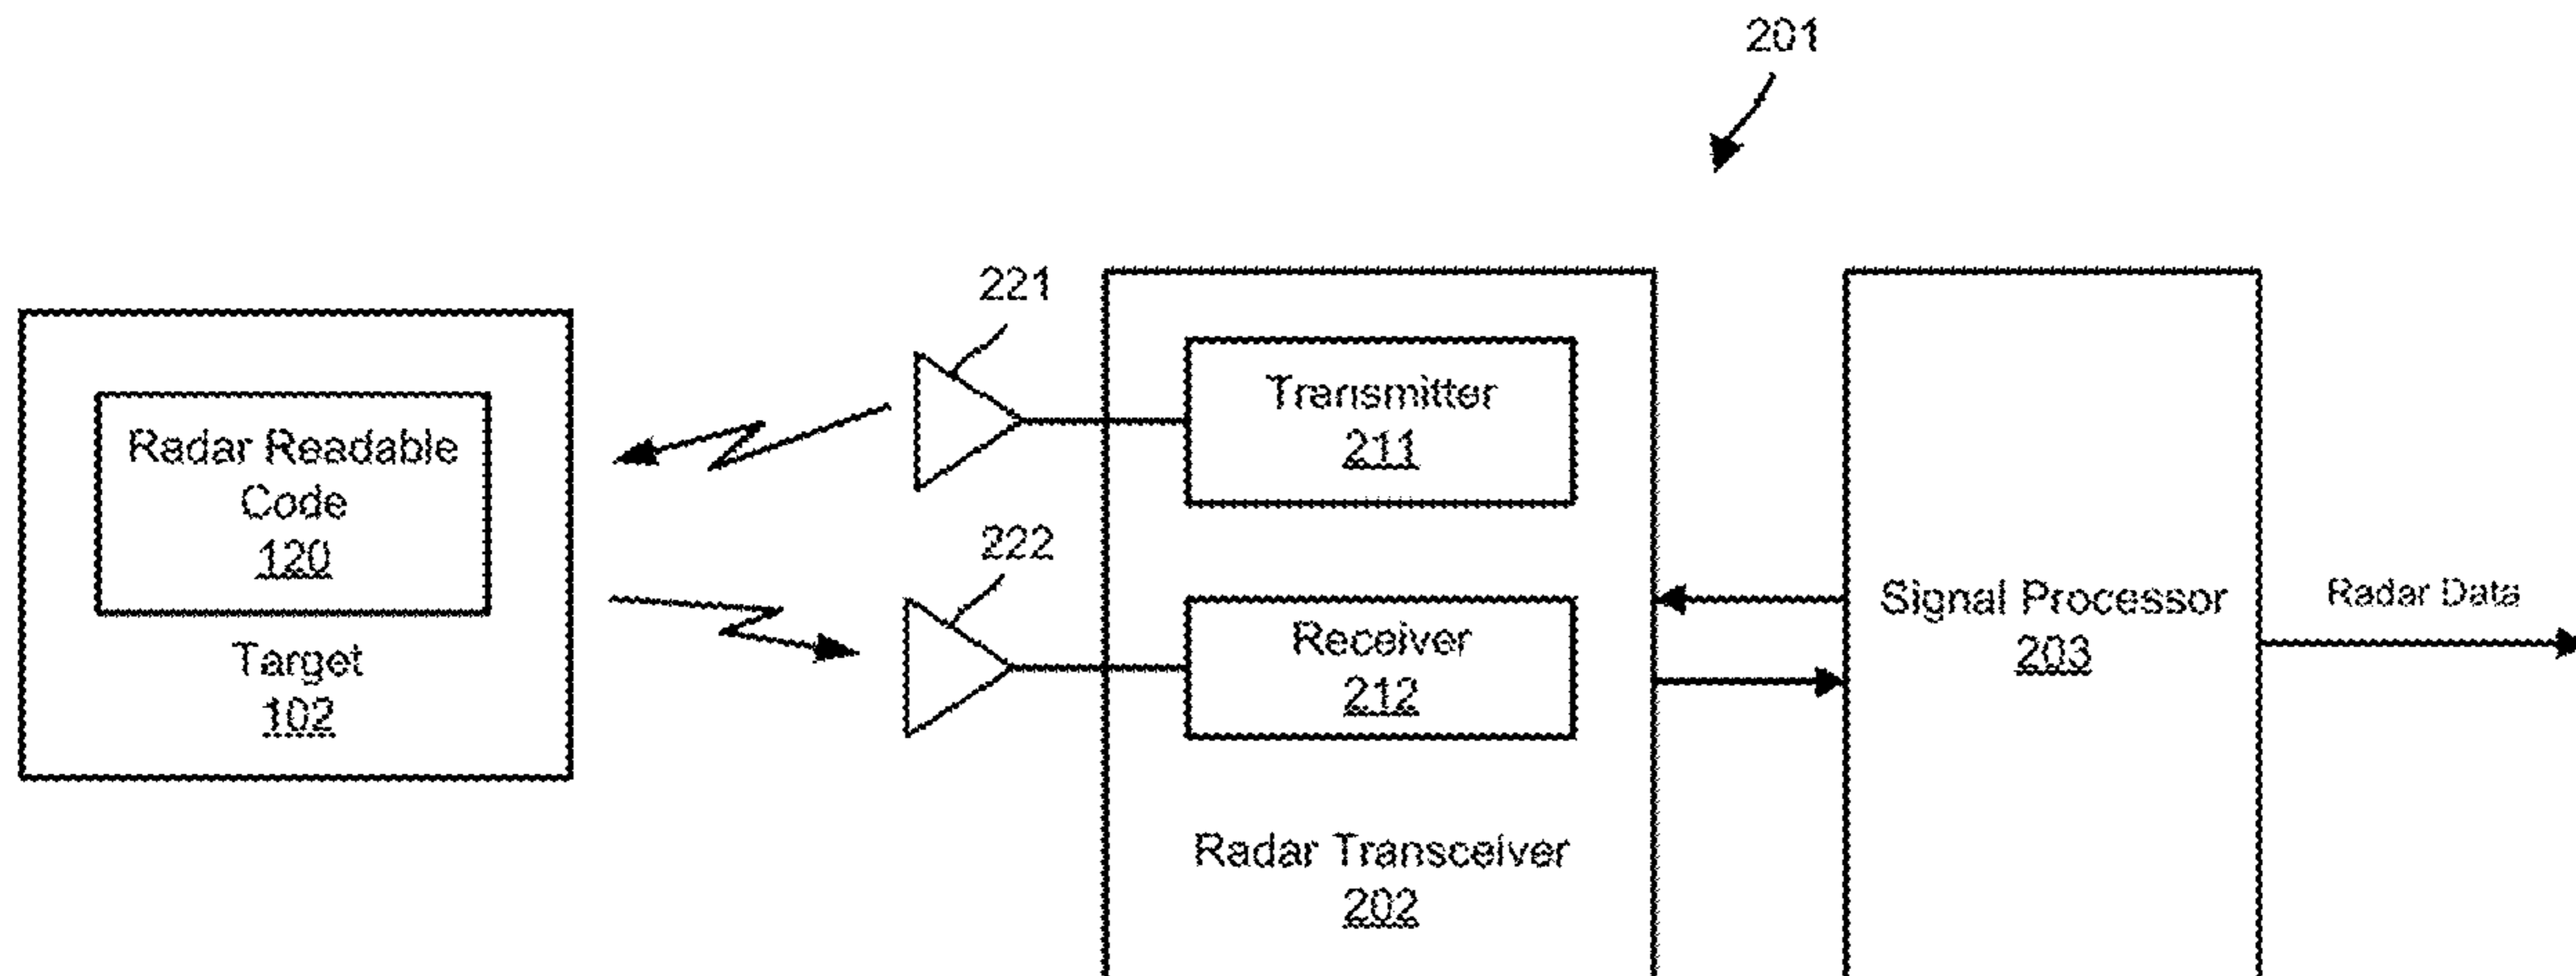 201
221
Transmitter
211
Radar Readable
Code
120
Target
102
222
Receiver
212
Radar Transceiver
202
Signal Processor
203
Radar Data